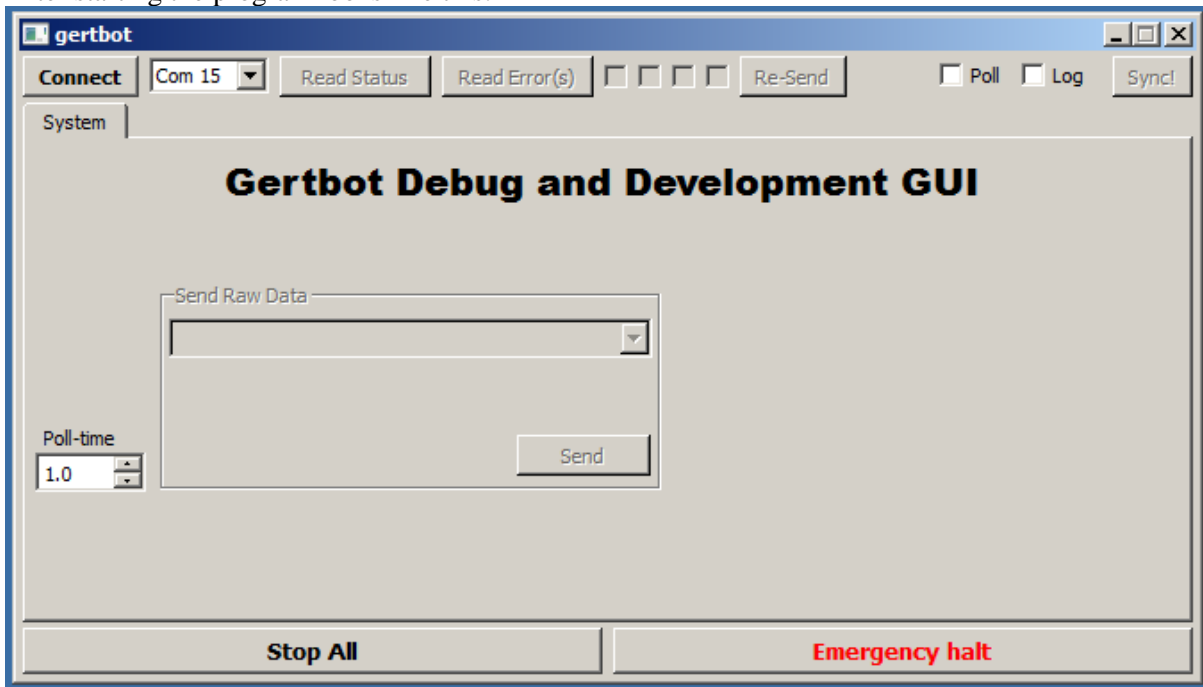 gertbot
Connect Com 15 Read Status Read Error(s) Re-Send Poll Log Sync!
System
Gertbot Debug and Development GUI
Send Raw Data
Poll-time
1.0
Send
Stop All Emergency halt